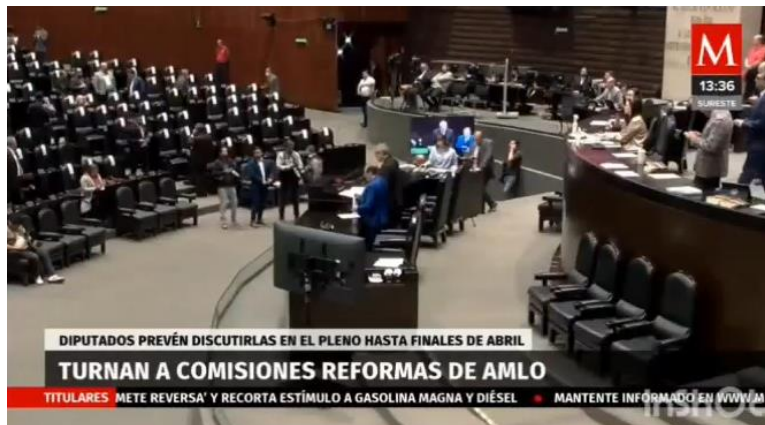 M
13:36
SURESTE
DIPUTADOS PREVÉN DISCUTIRLAS EN EL PLENO HASTA FINALES DE ABRIL
TURNAN A COMISIONES REFORMAS DE AMLO
TITULARES METE REVERSA' Y RECORTA ESTÍMULO A GASOLINA MAGNA Y DIÉSEL • MANTENTE INFORMADO EN WWW.M
InShOt